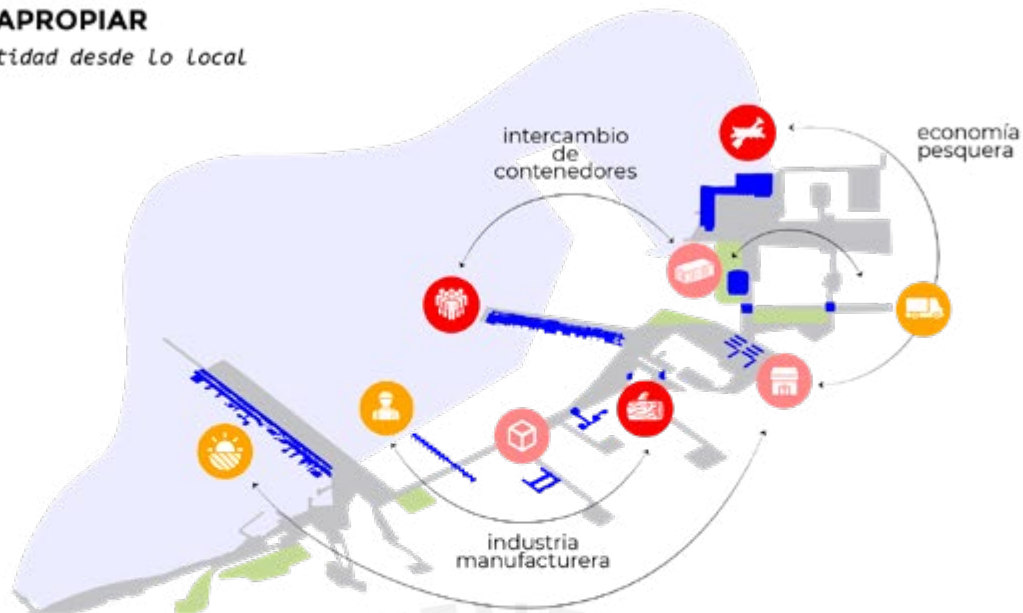 APROPIAR
tidad desde lo local
intercambio
de
contenedores
economía
pesquera
industria
manufacturera